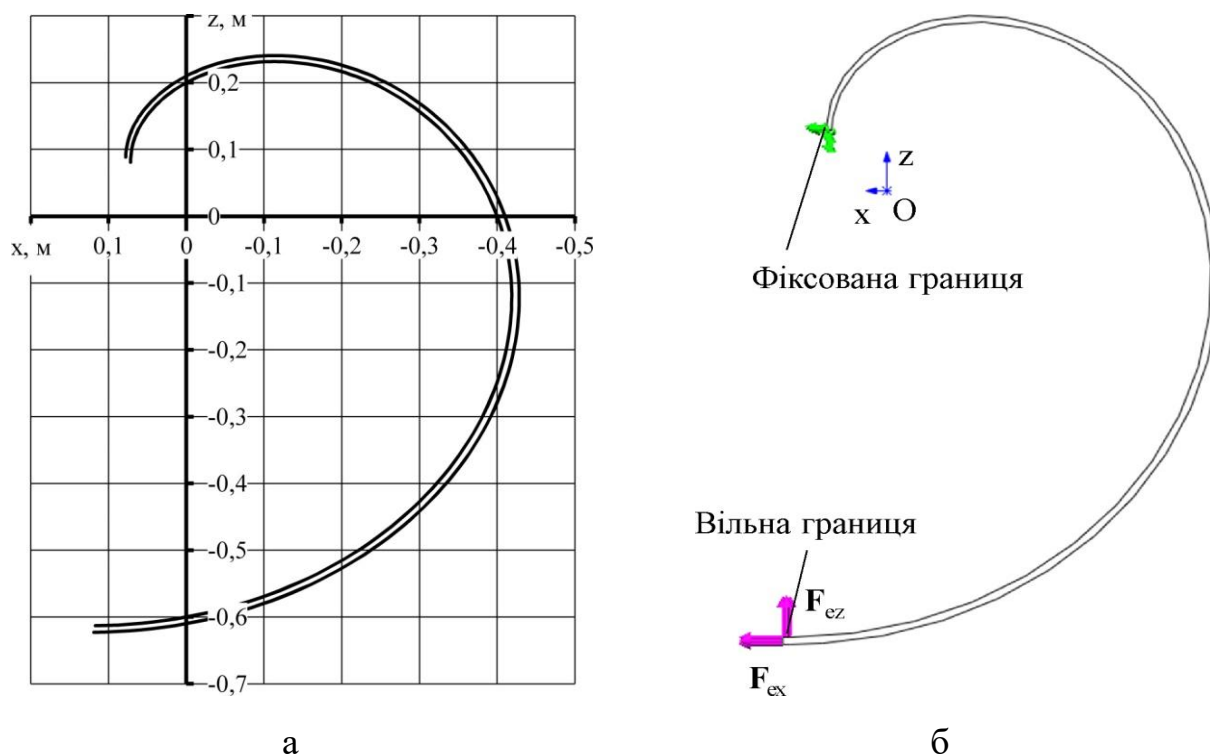 z, м
0,2
0,1
0
x, м
0,1
0
-0,1
-0,2
-0,3
-0,4
-0,5
-0,1
-0,2
-0,3
-0,4
-0,5
-0,6
-0,7
а
z
x O
Фіксована границя
Вільна границя
Fez
Fex
б